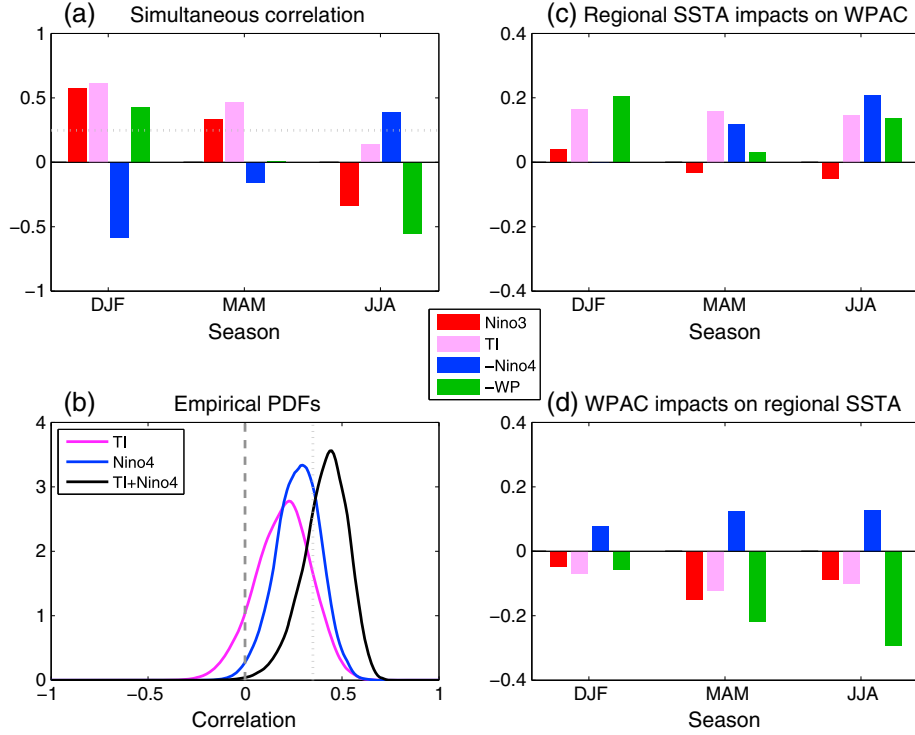 (a) Simultaneous correlation
1
0.5
0
−0.5
−1
DJF MAM JJA
Season
(c) Regional SSTA impacts on WPAC
0.4
0.2
0
−0.2
−0.4
DJF MAM JJA
Season
Nino3
TI
−Nino4
−WP
(b) Empirical PDFs
TI
Nino4
TI+Nino4
4
3
2
1
0
−1 −0.5 0 0.5 1
Correlation
(d) WPAC impacts on regional SSTA
0.4
0.2
0
−0.2
−0.4
DJF MAM JJA
Season